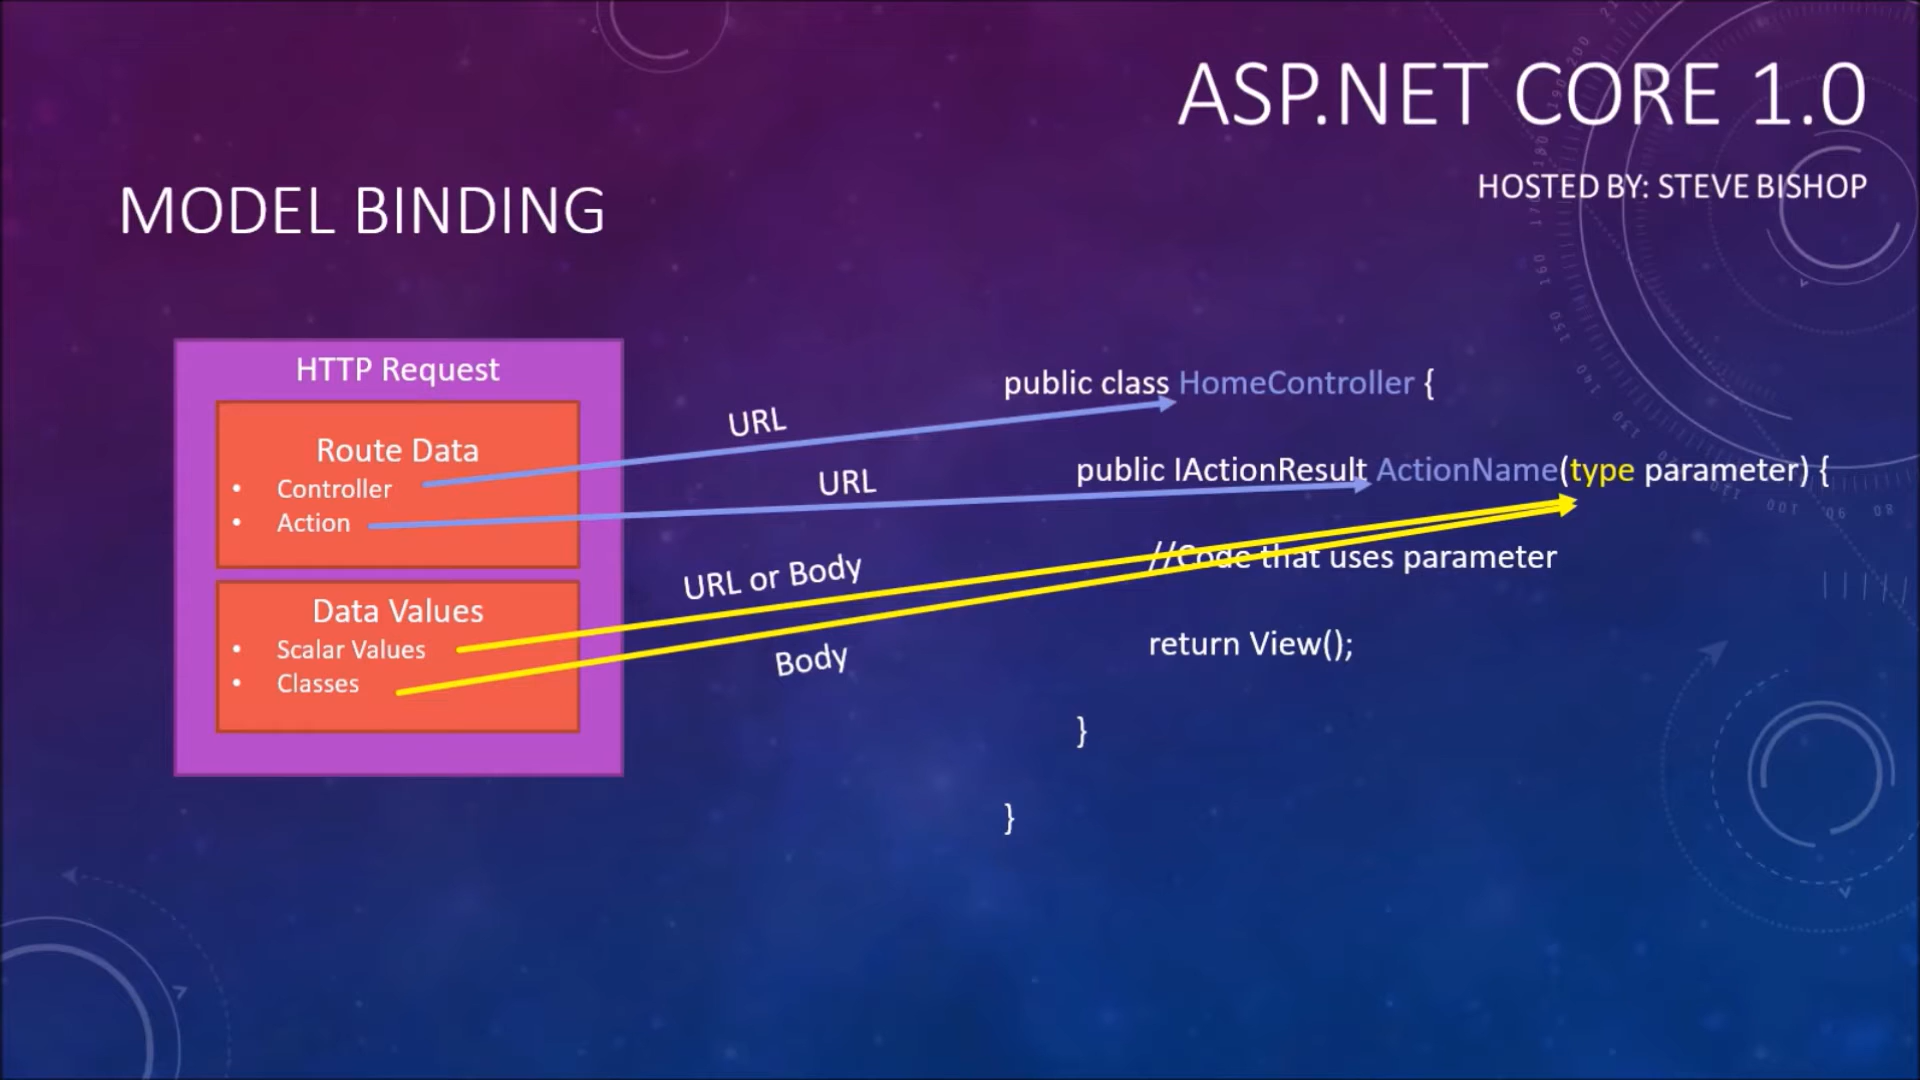 ASP.NET CORE 1.0
HOSTED BY: STEVE BISHOP
MODEL BINDING
HTTP Request
Route Data
• Controller
• Action
Data Values
• Scalar Values
• Classes
URL
URL
URL or Body
Body
public class HomeController {
public IActionResult ActionName(type parameter) {
//Code that uses parameter
return View();
}
}